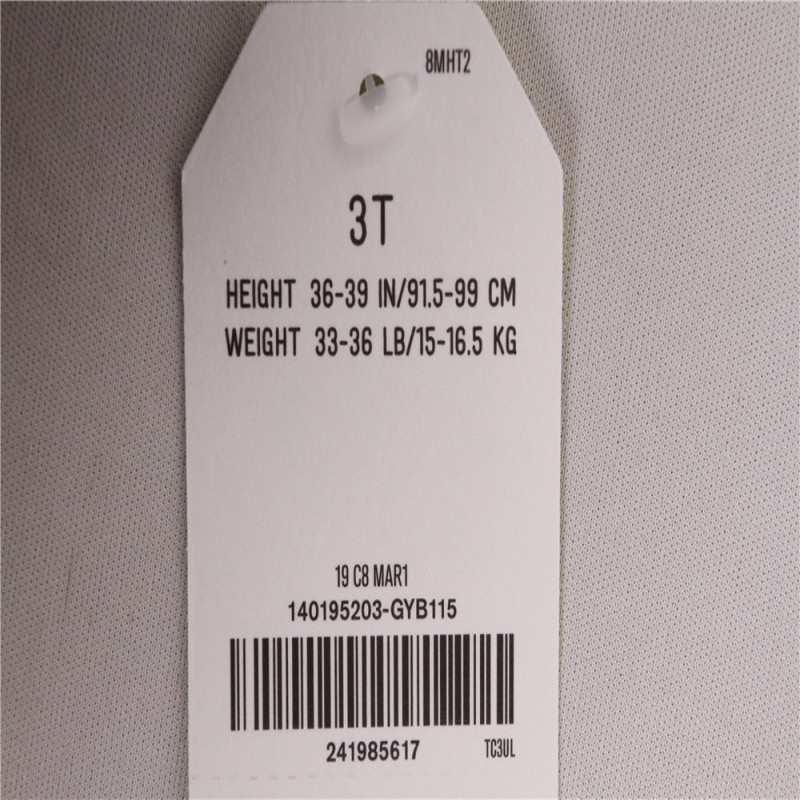 8MHT2
3T
HEIGHT 36-39 IN/91.5-99 CM
WEIGHT 33-36 LB/15-16.5 KG
19 C8 MAR1
140195203-GYB115
241985617 TC3UL